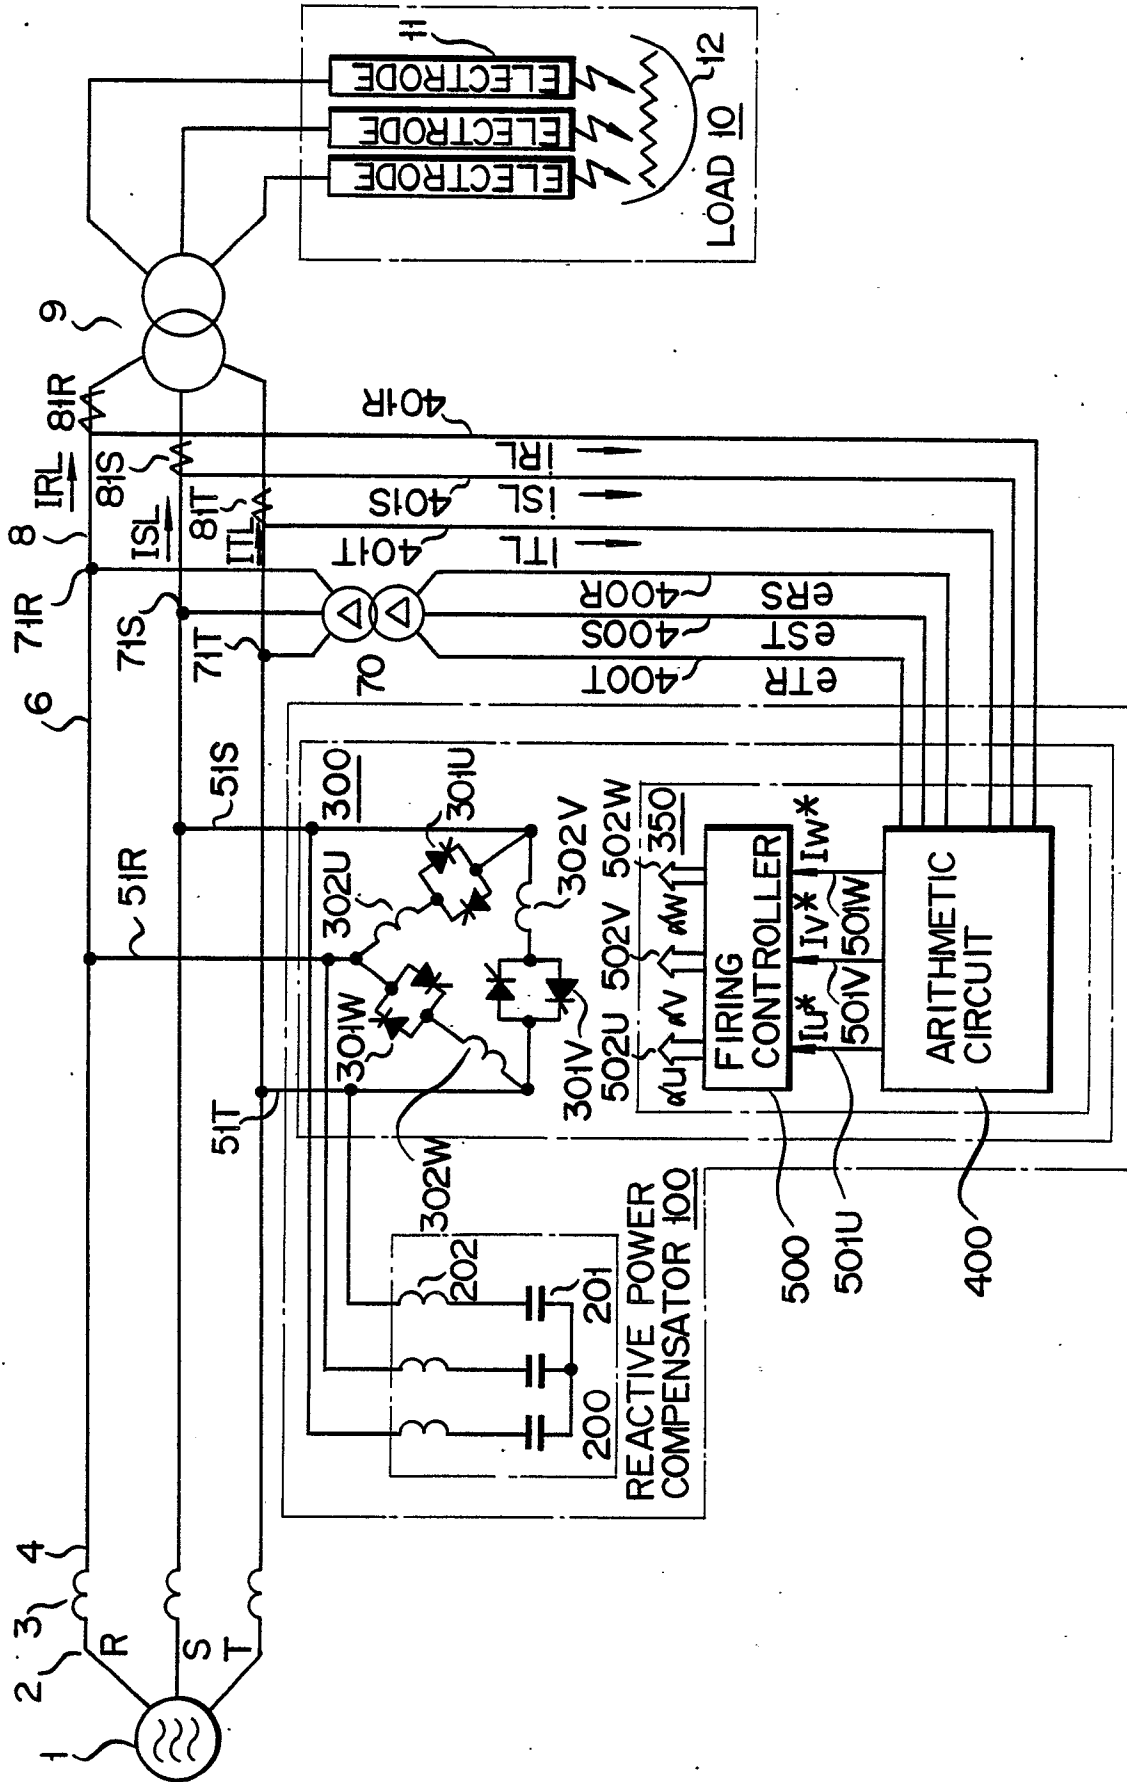 1
2
3
4
R
S
T
6
8
9
51R
51S
51T
71R
71S
71T
70
IRL
ISL
ITL
81R
81S
81T
ELECTRODE
ELECTRODE
ELECTRODE
11
12
LOAD 10
401R
401S
401T
iRL
iSL
iTL
400R
400S
400T
eRS
eST
eTR
300
301U
302U
301W
302V
302W
301V
202
201
200
REACTIVE POWER
COMPENSATOR 100
350
502U
502V
502W
αU
αV
αW
FIRING
CONTROLLER
Iu*
Iv*
Iw*
501V
501W
ARITHMETIC
CIRCUIT
500
501U
400